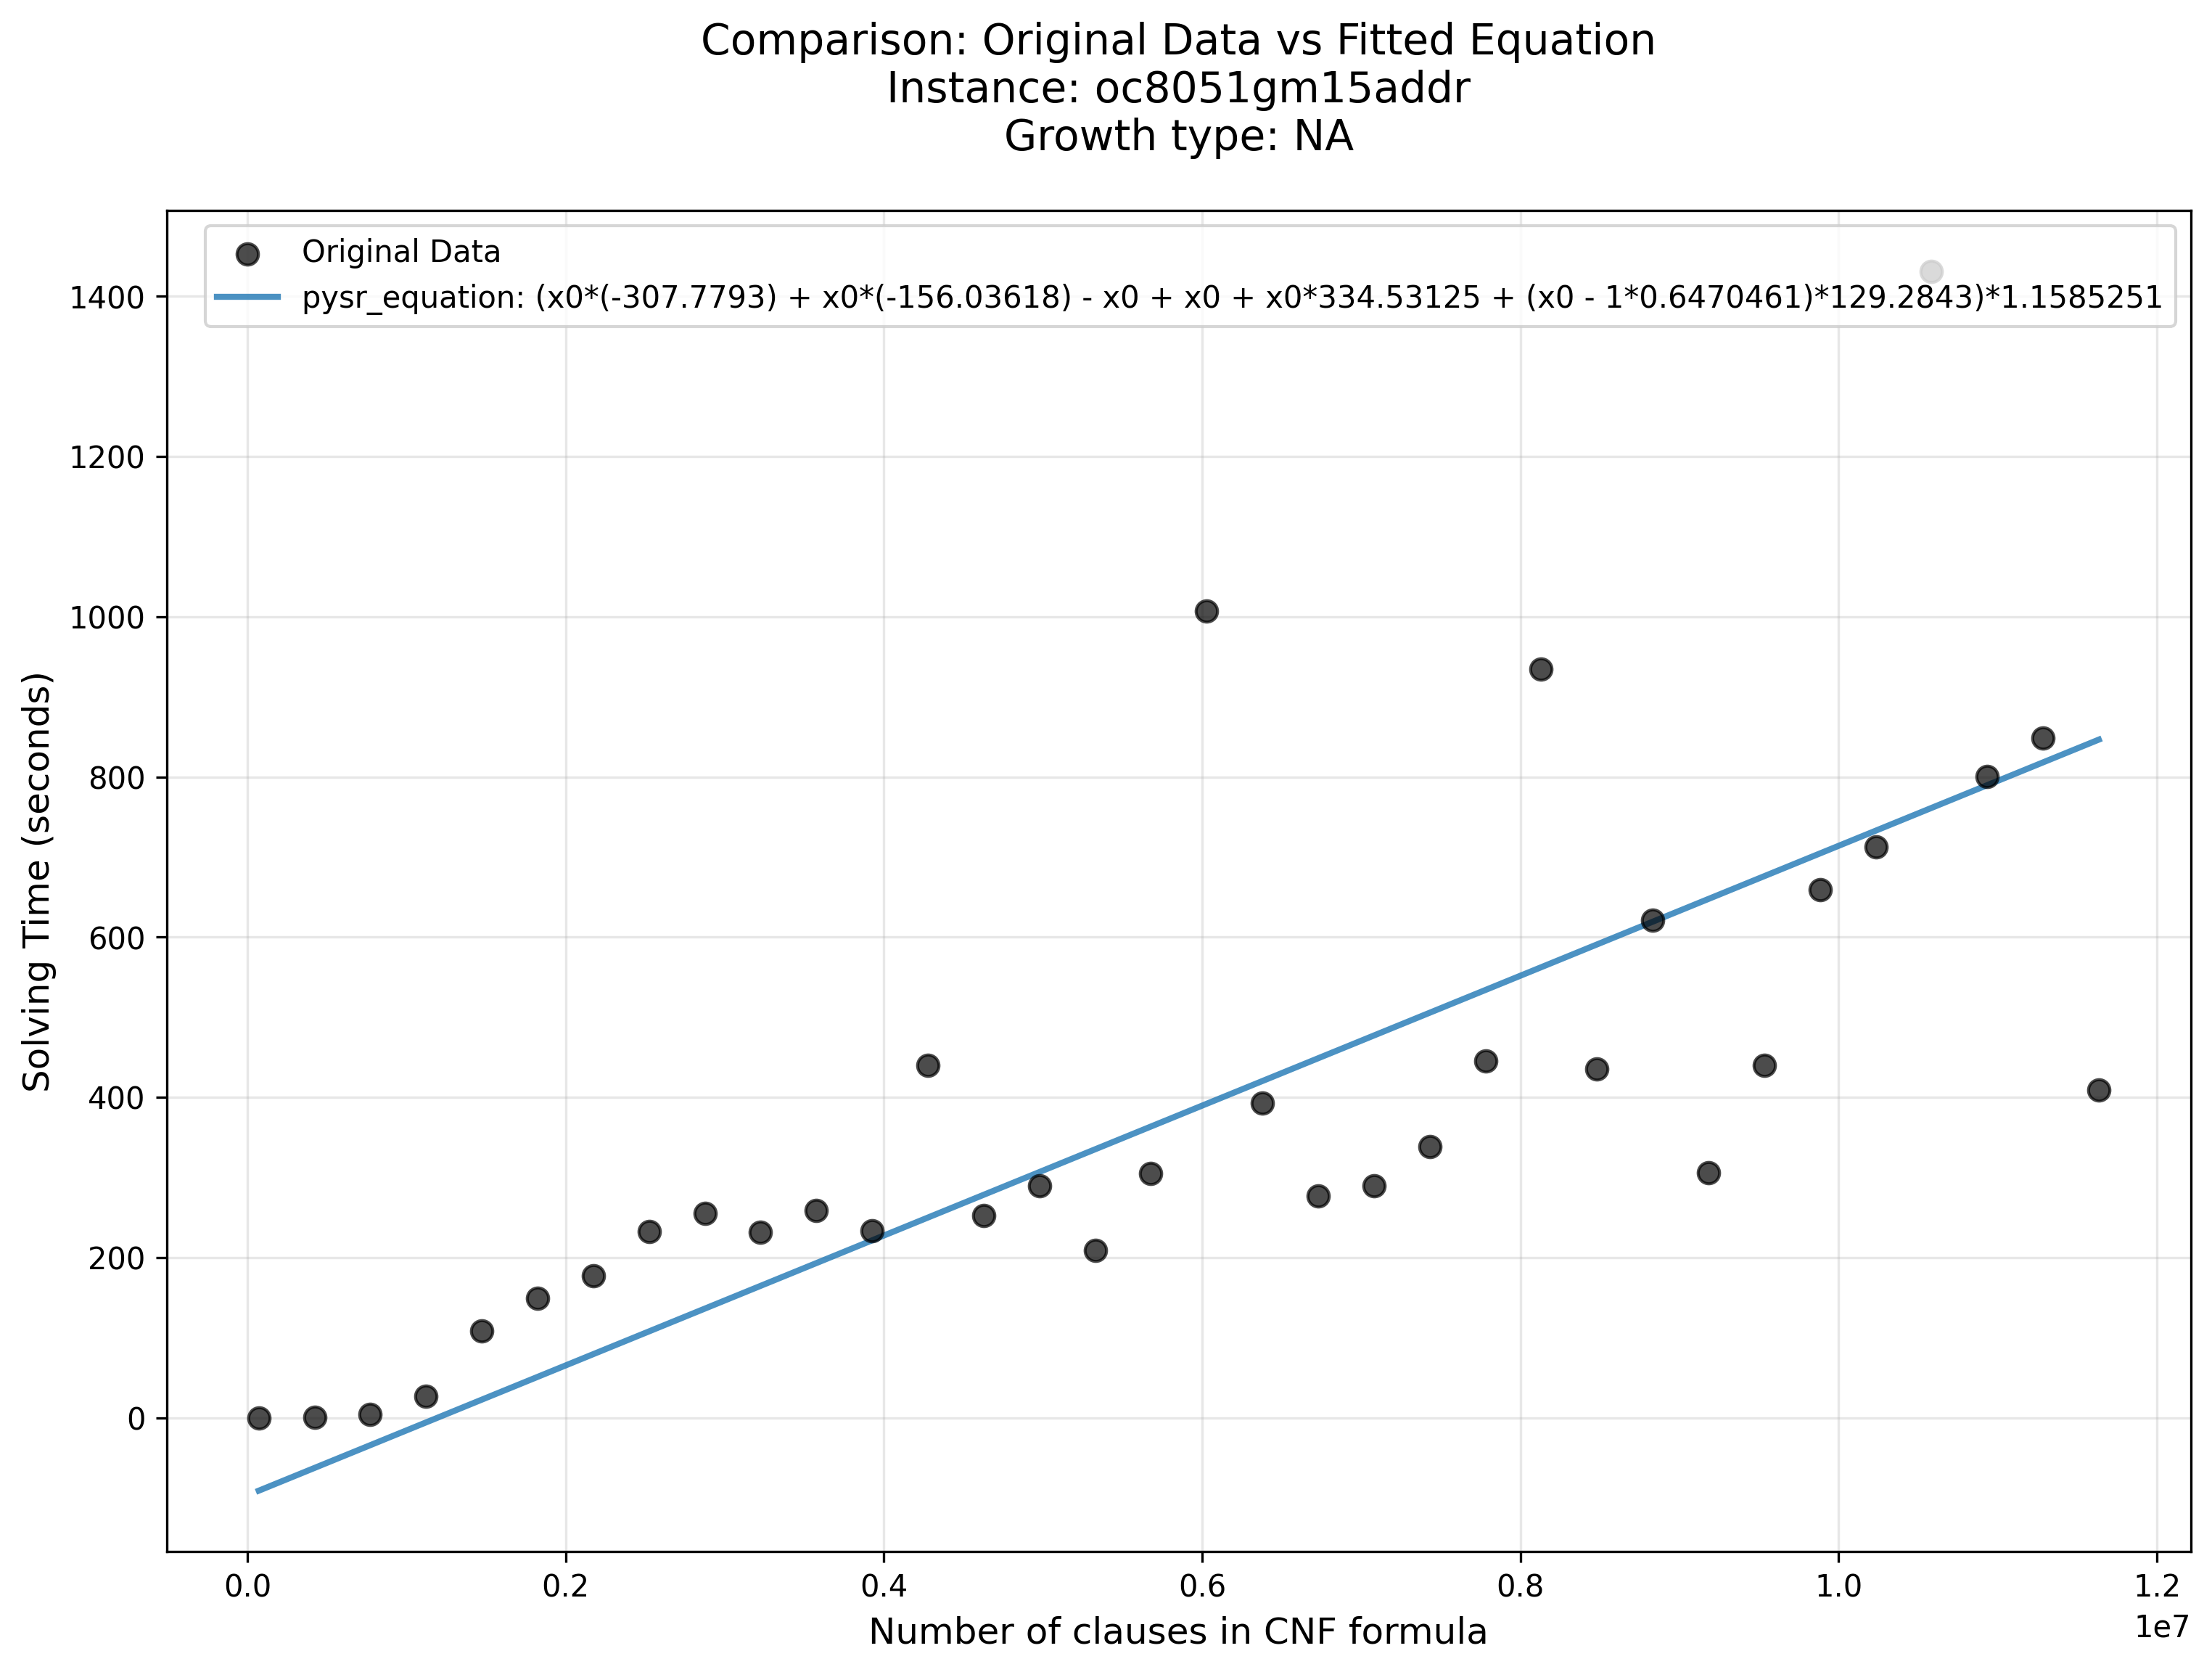 Comparison: Original Data vs Fitted Equation
Instance: oc8051gm15addr
Growth type: NA
Original Data
pysr_equation: (x0*(-307.7793) + x0*(-156.03618) - x0 + x0 + x0*334.53125 + (x0 - 1*0.6470461)*129.2843)*1.1585251
1400
1200
1000
800
600
400
200
0
Solving Time (seconds)
0.0 0.2 0.4 0.6 0.8 1.0 1.2
1e7
Number of clauses in CNF formula